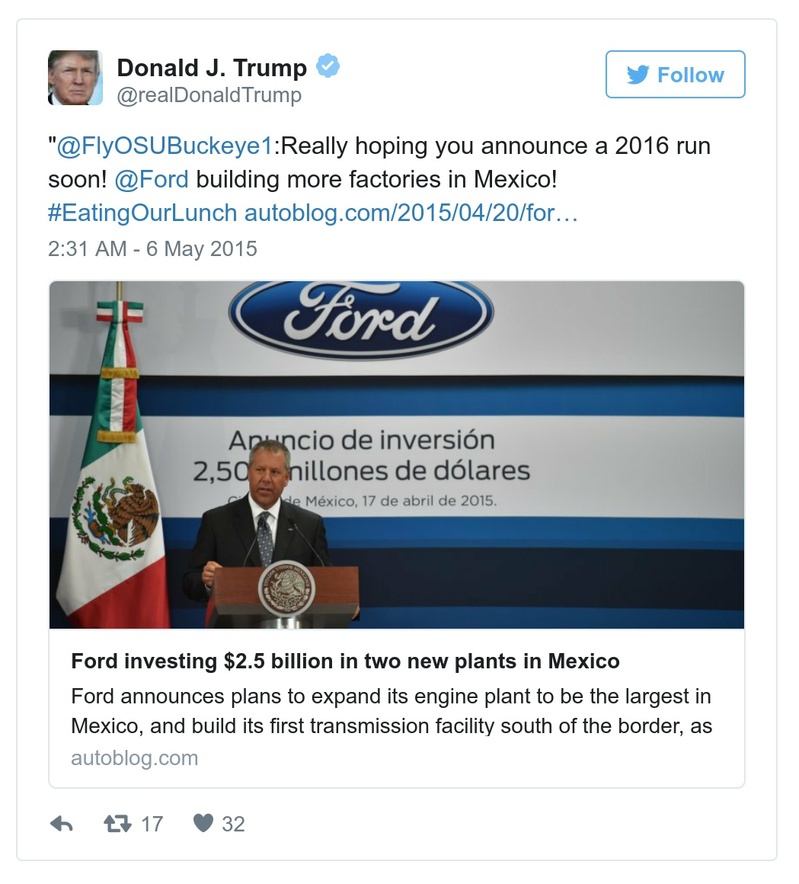 Donald J. Trump
@realDonaldTrump
Follow
"@FlyOSUBuckeye1:Really hoping you announce a 2016 run
soon! @Ford building more factories in Mexico!
#EatingOurLunch autoblog.com/2015/04/20/for…
2:31 AM - 6 May 2015
Ford
Anuncio de inversión
2,50 millones de dólares
de México, 17 de abril de 2015.
Ford investing $2.5 billion in two new plants in Mexico
Ford announces plans to expand its engine plant to be the largest in
Mexico, and build its first transmission facility south of the border, as
autoblog.com
17 32